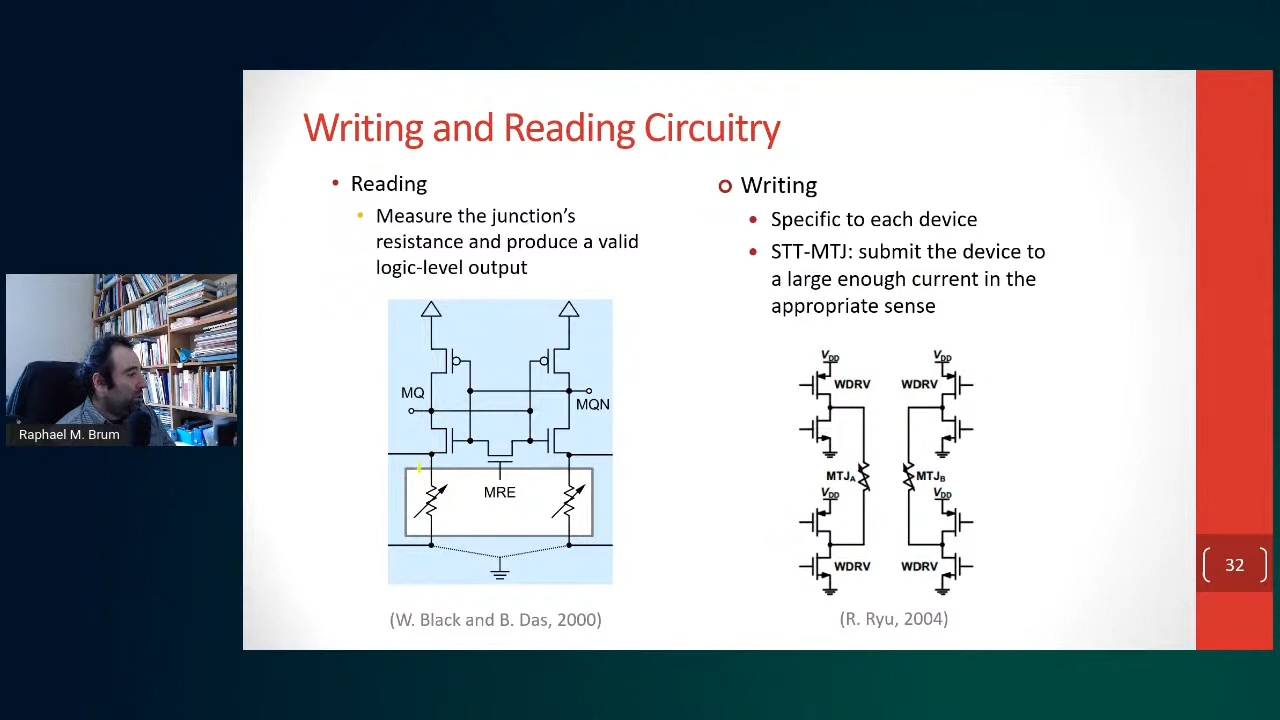 Writing and Reading Circuitry
Reading
Measure the junction's
resistance and produce a valid
logic-level output
MQ
MQN
MRE
(W. Black and B. Das, 2000)
Writing
Specific to each device
STT-MTJ: submit the device to
a large enough current in the
appropriate sense
VDD
VDD
WDRV
WDRV
MTJA
MTJB
VDD
VDD
WDRV
WDRV
(R. Ryu, 2004)
32
Raphael M. Brum